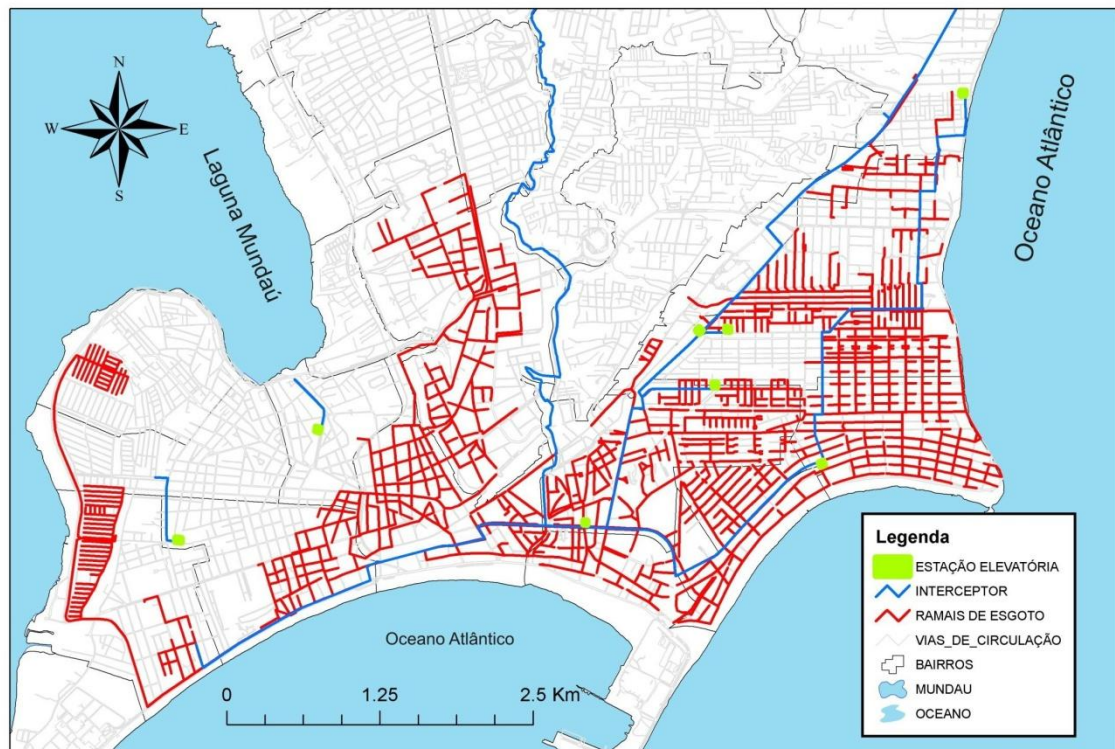 N
W
E
S
Laguna Mundaú
Oceano Atlântico
Oceano Atlântico
0 1.25 2.5 Km
Legenda
ESTAÇÃO ELEVATÓRIA
INTERCEPTOR
RAMAIS DE ESGOTO
VIAS_DE_CIRCULAÇÃO
BAIRROS
MUNDAU
OCEANO